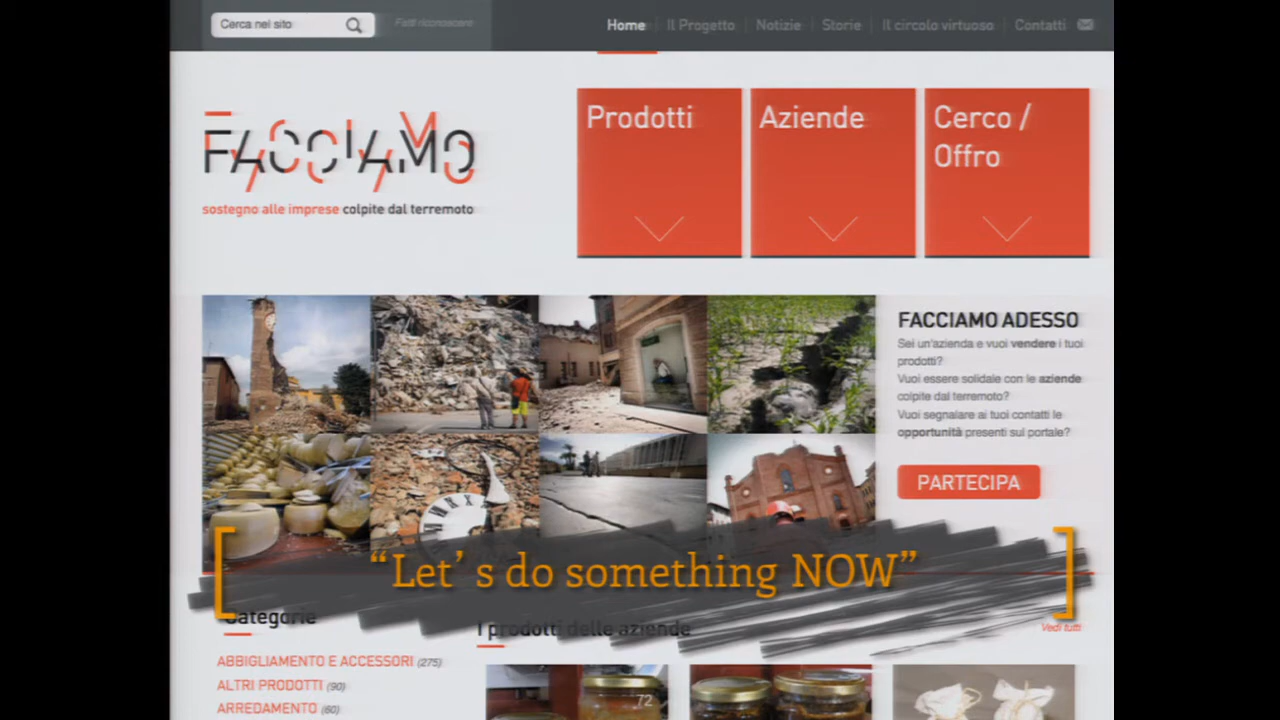 Cerca nel sito
Fatti riconoscere
Home
Il Progetto
Notizie
Storie
Il circolo virtuoso
Contatti
FACCIAMO
sostegno alle imprese colpite dal terremoto
Prodotti
Aziende
Cerco /
Offro
FACCIAMO ADESSO
Sei un'azienda e vuoi vendere i tuoi
prodotti?
Vuoi essere solidale con le aziende
colpite dal terremoto?
Vuoi segnalare ai tuoi contatti le
opportunità presenti sul portale?
PARTECIPA
“Let’s do something NOW”
Categorie
I prodotti delle aziende
Vedi tutti
ABBIGLIAMENTO E ACCESSORI (275)
ALTRI PRODOTTI (90)
ARREDAMENTO (60)
72